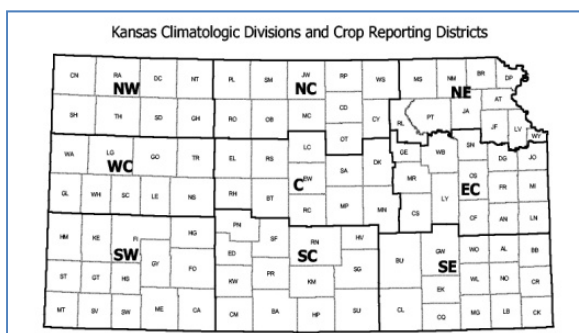 Kansas Climatologic Divisions and Crop Reporting Districts
CN RA DC NT PL SM JW RP WS MS NM BR DP
NW NC NE
AT
SH TH SD GH RO OB MC CD CY RL PT JA JF LV WY
OT
WA LG GO TR EL RS LC DK GE WB SN DG JO
WC EW SA MR OS
C EC
GL WH SC LE NS RH BT RC MP MN CS LY CF FR MI
AN LN
HM KE FI HG PN SF RN HV BU GW WO AL BB
SW ED SC SE
ST GT HS GY FO KW PR KM SG EK WL NO CR
MT SW ME CA CM BA HP SU CL CQ MG LB CK